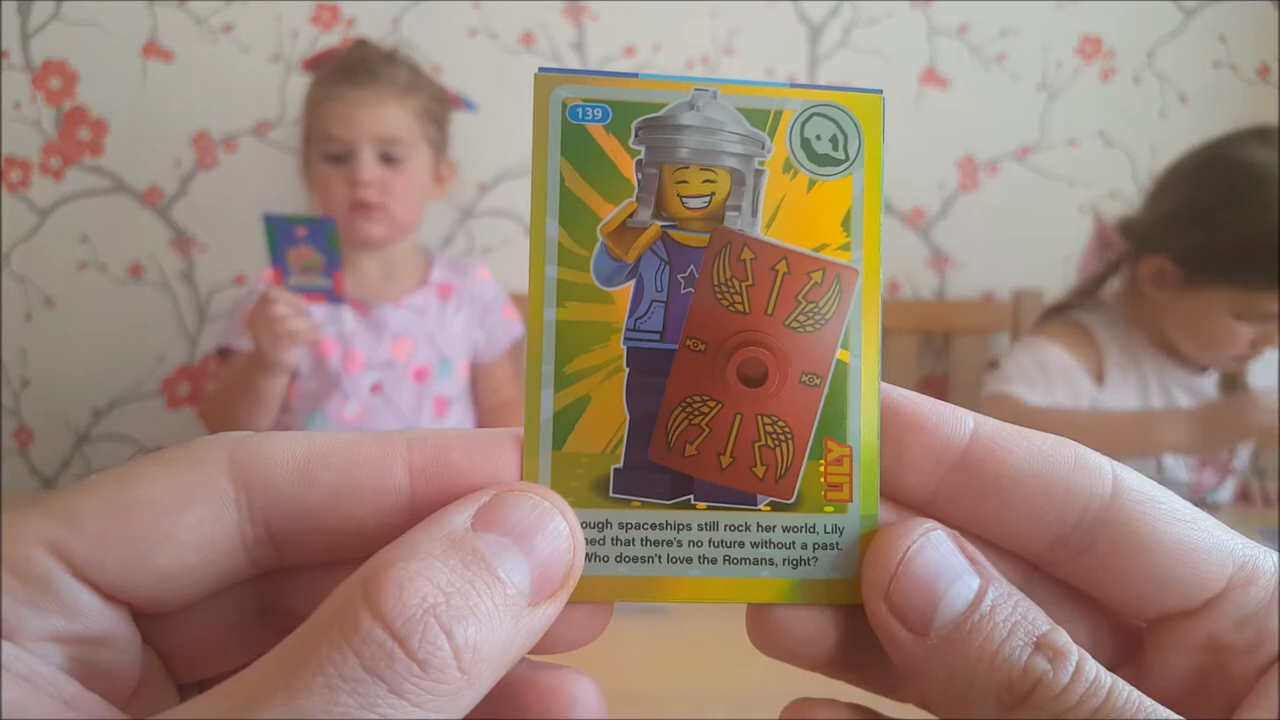 139
LILY
ough spaceships still rock her world, Lily
ned that there's no future without a past.
Who doesn't love the Romans, right?